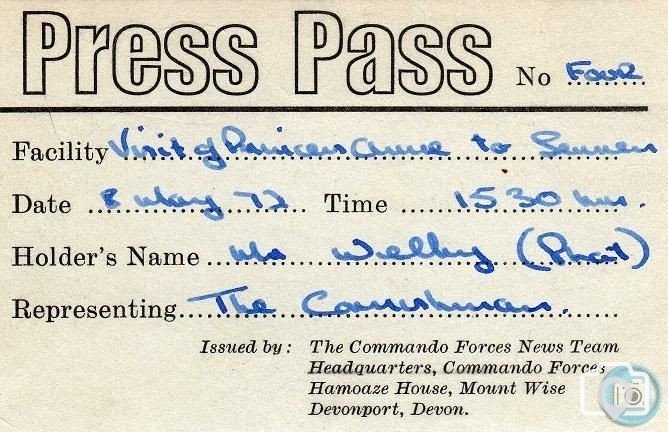 Press Pass No FOUR
Facility Visit of Princess Anne to Sennen
Date 8 May 72 Time 1530 hrs.
Holder's Name Mr Welby (Phot)
Representing The Cornishman.
Issued by: The Commando Forces News Team
Headquarters, Commando Forces
Hamoaze House, Mount Wise
Devonport, Devon.